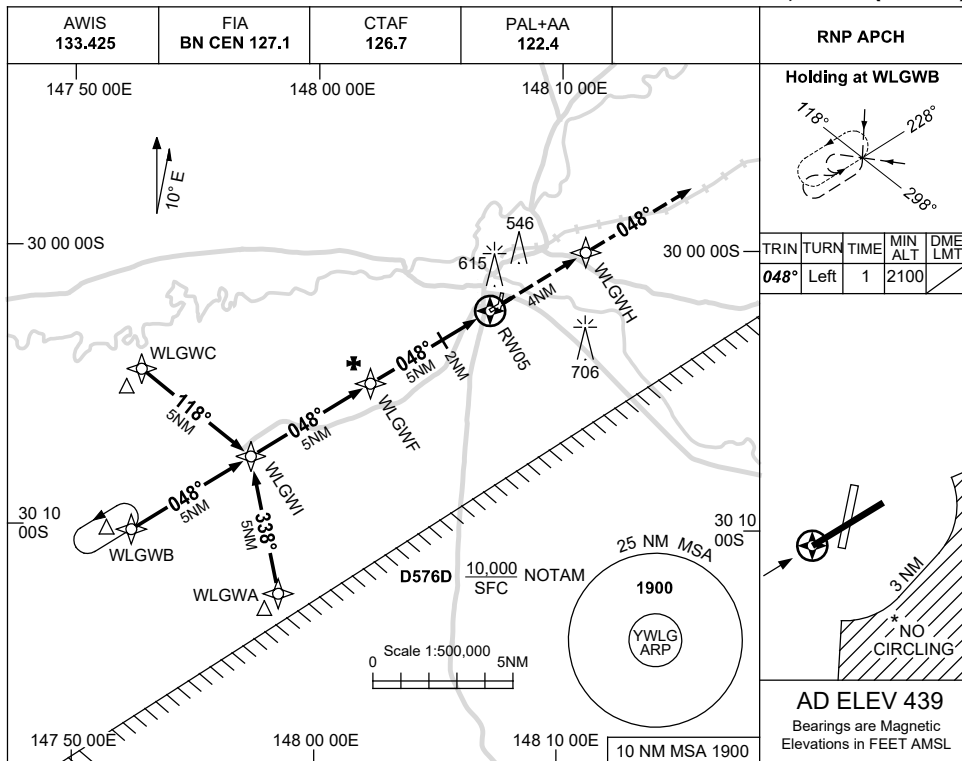 AWIS
133.425
FIA
BN CEN 127.1
CTAF
126.7
PAL+AA
122.4
RNP APCH
147 50 00E
148 00 00E
148 10 00E
Holding at WLGWB
118°
228°
298°
10° E
30 00 00S
30 00 00S
TRIN
TURN
TIME
MIN ALT
DME LMT
048°
Left
1
2100
546
615
048°
WLGWH
4NM
RW05
706
WLGWC
048°
5NM
2NM
118°
5NM
048°
5NM
WLGWF
WLGWI
048°
5NM
338°
5NM
30 10
00S
WLGWB
WLGWA
30 10
00S
D576D
10,000
SFC
NOTAM
25 NM MSA
1900
YWLG
ARP
Scale 1:500,000
0
5NM
3 NM
* NO
CIRCLING
147 50 00E
148 00 00E
148 10 00E
10 NM MSA 1900
AD ELEV 439
Bearings are Magnetic
Elevations in FEET AMSL